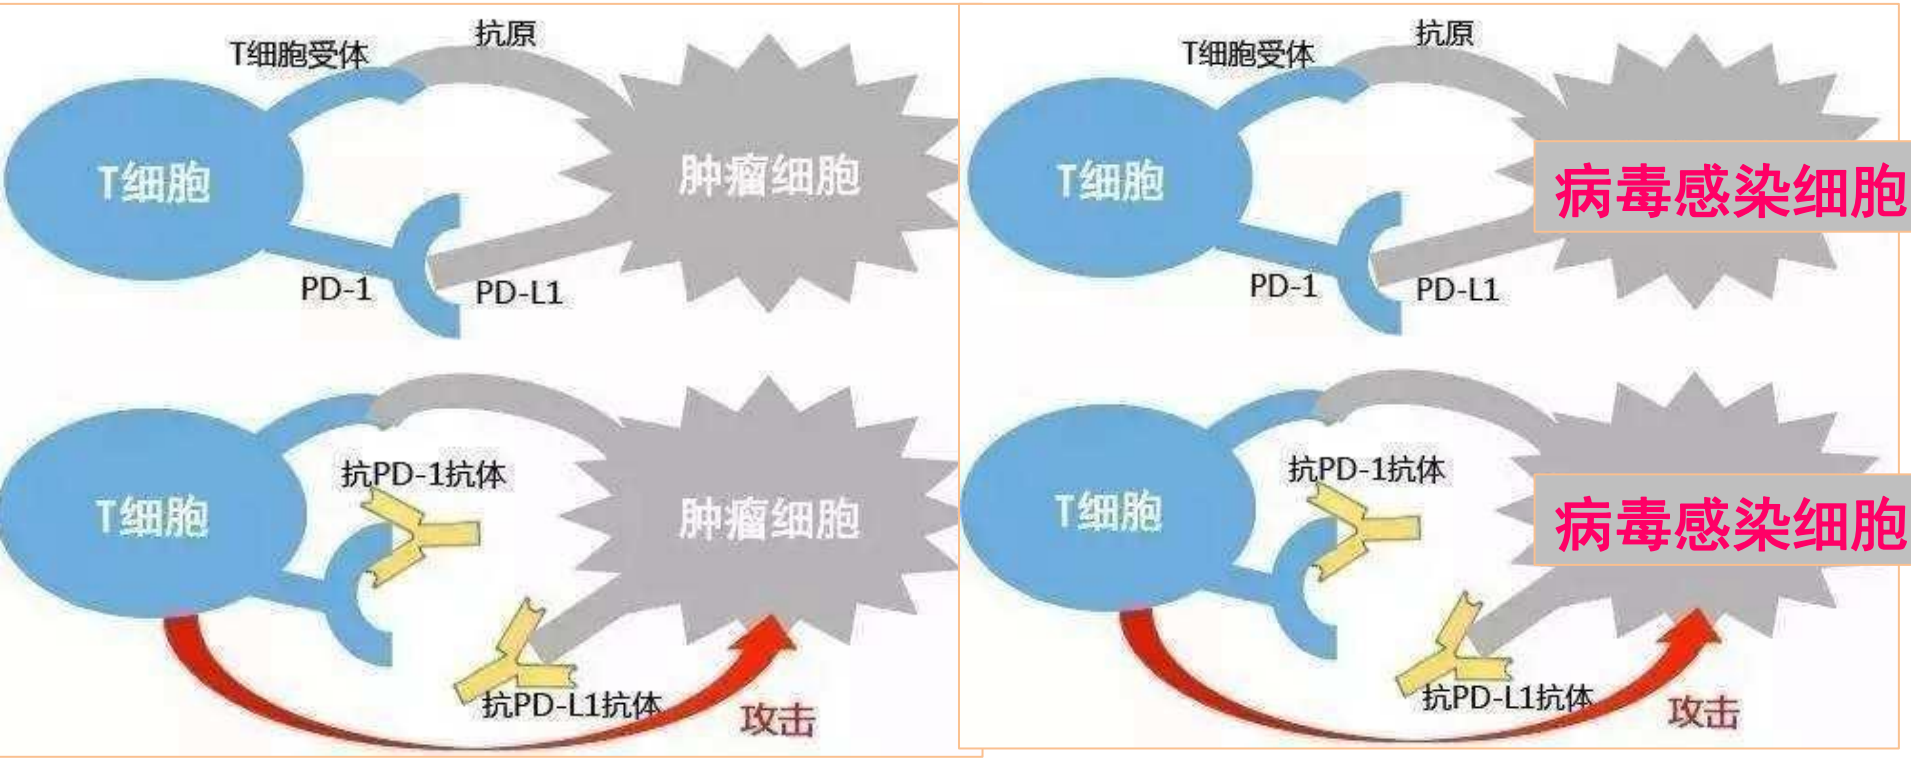 T细胞受体
抗原
T细胞
肿瘤细胞
PD-1
PD-L1
抗PD-1抗体
T细胞
肿瘤细胞
抗PD-L1抗体
攻击
T细胞受体
抗原
T细胞
病毒感染细胞
PD-1
PD-L1
抗PD-1抗体
T细胞
病毒感染细胞
抗PD-L1抗体
攻击